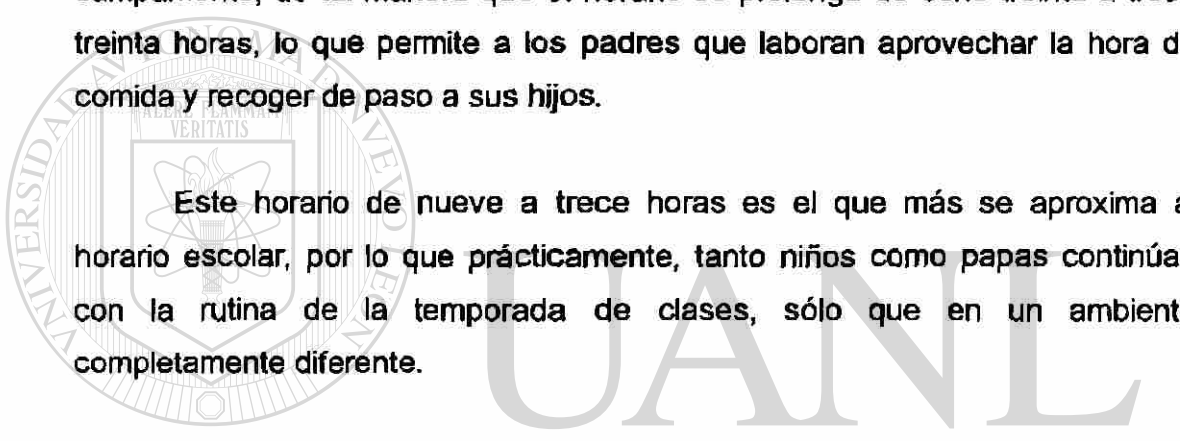 treinta horas, lo que permite a los padres que laboran aprovechar la hora d
comida y recoger de paso a sus hijos.
Este horario de nueve a trece horas es el que más se aproxima a
horario escolar, por lo que prácticamente, tanto niños como papas continúa
con la rutina de la temporada de clases, sólo que en un ambient
completamente diferente.
ALERE FLAMMAM
VERITATIS
UANL